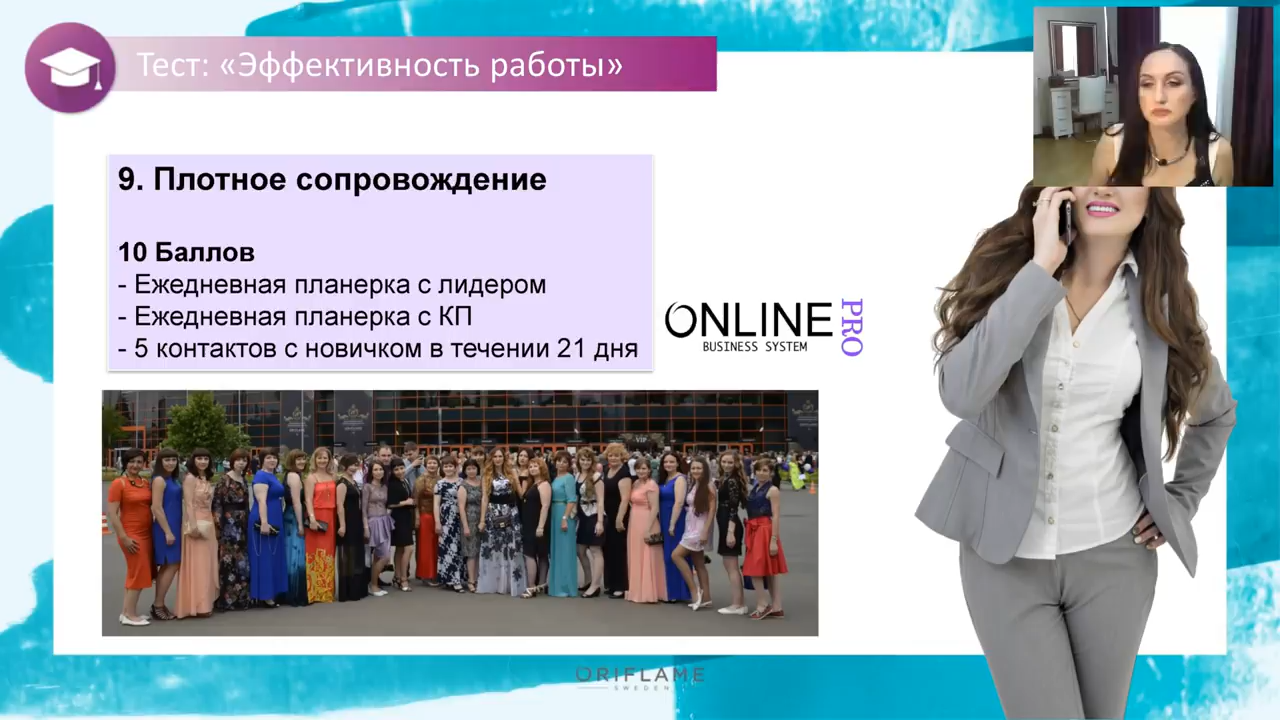 Тест: «Эффективность работы»
9. Плотное сопровождение
10 Баллов
- Ежедневная планерка с лидером
- Ежедневная планерка с КП
- 5 контактов с новичком в течении 21 дня
ONLINE PRO
BUSINESS SYSTEM
VIP
ORIFLAME
SWEDEN